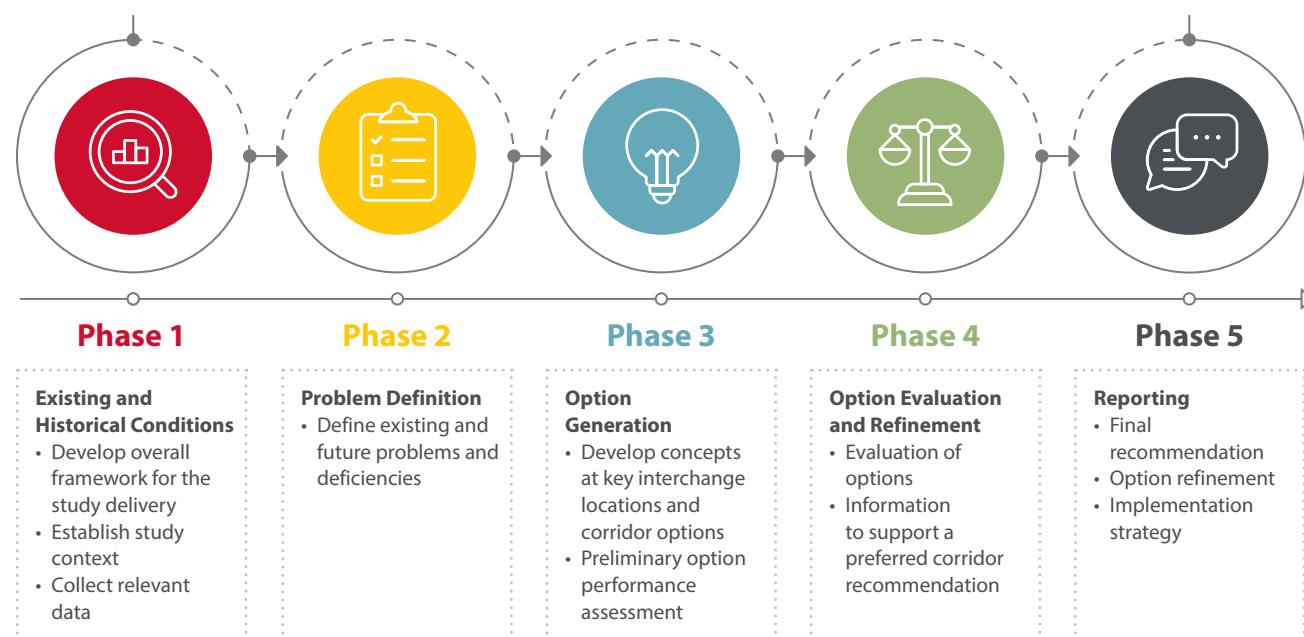 Phase 1
Existing and
Historical Conditions
• Develop overall
framework for the
study delivery
• Establish study
context
• Collect relevant
data
Phase 2
Problem Definition
• Define existing and
future problems and
deficiencies
Phase 3
Option
Generation
• Develop concepts
at key interchange
locations and
corridor options
• Preliminary option
performance
assessment
Phase 4
Option Evaluation
and Refinement
• Evaluation of
options
• Information
to support a
preferred corridor
recommendation
Phase 5
Reporting
• Final
recommendation
• Option refinement
• Implementation
strategy